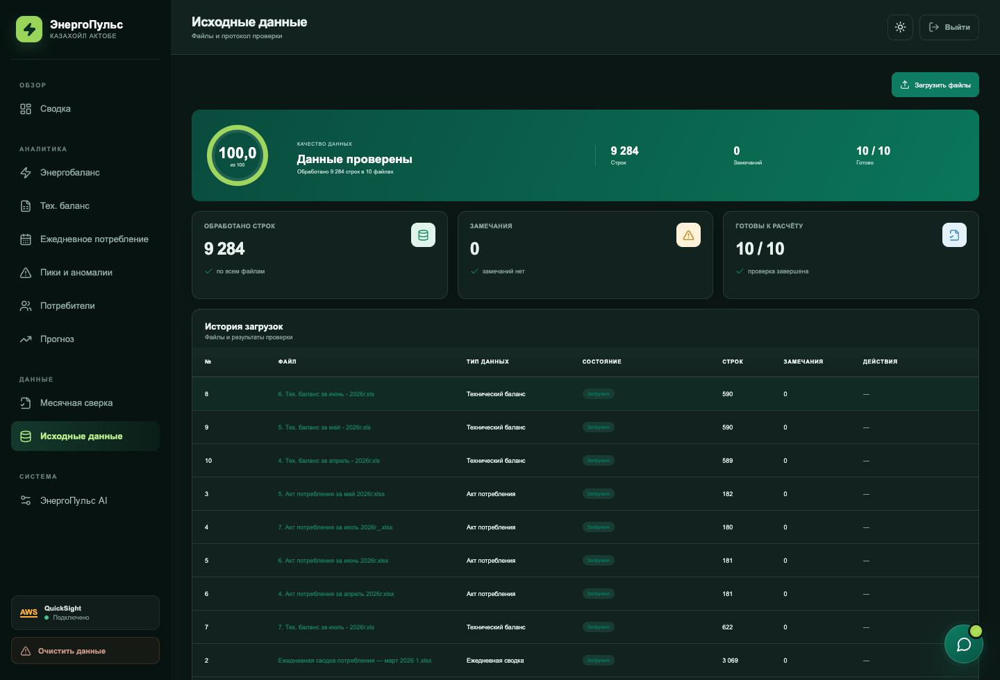 ЭнергоПульс
КАЗАХОЙЛ АКТОБЕ
ОБЗОР
Сводка
АНАЛИТИКА
Энергобаланс
Тех. баланс
Ежедневное потребление
Пики и аномалии
Потребители
Прогноз
ДАННЫЕ
Месячная сверка
Исходные данные
СИСТЕМА
ЭнергоПульс AI
AWS
QuickSight
Подключено
Очистить данные
Исходные данные
Файлы и протокол проверки
Выйти
Загрузить файлы
100,0
из 100
КАЧЕСТВО ДАННЫХ
Данные проверены
Обработано 9 284 строк в 10 файлах
9 284
Строк
0
Замечаний
10 / 10
Готово
ОБРАБОТАНО СТРОК
9 284
по всем файлам
ЗАМЕЧАНИЯ
0
замечаний нет
ГОТОВЫ К РАСЧЁТУ
10 / 10
проверка завершена
История загрузок
Файлы и результаты проверки
№ ФАЙЛ ТИП ДАННЫХ СОСТОЯНИЕ СТРОК ЗАМЕЧАНИЯ ДЕЙСТВИЯ
8 6. Тех. баланс за июнь - 2026г.xls Технический баланс Загружен 590 0 —
9 5. Тех. баланс за май - 2026г.xls Технический баланс Загружен 590 0 —
10 4. Тех. баланс за апрель - 2026г.xls Технический баланс Загружен 589 0 —
3 5. Акт потребления за май 2026г.xlsx Акт потребления Загружен 182 0 —
4 7. Акт потребления за июль 2026г_.xlsx Акт потребления Загружен 180 0 —
5 6. Акт потребления за июнь 2026г.xlsx Акт потребления Загружен 181 0 —
6 4. Акт потребления за апрель 2026г.xlsx Акт потребления Загружен 181 0 —
7 7. Тех. баланс за июль - 2026г.xls Технический баланс Загружен 622 0 —
2 Ежедневная сводка потребления — март 2026 1.xlsx Ежедневная сводка Загружен 3 069 0 —